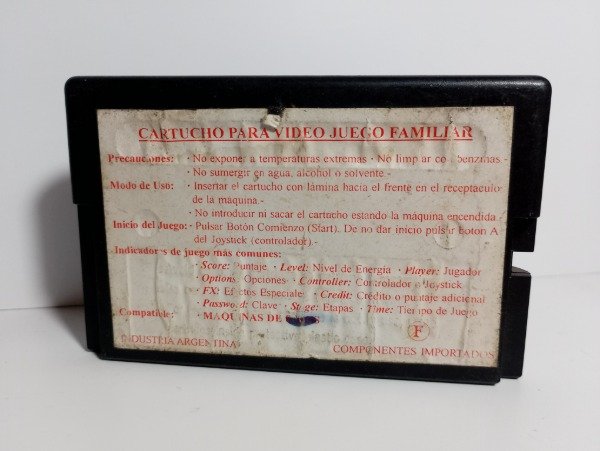 CARTUCHO PARA VIDEO JUEGO FAMILIAR
Precauciones: · No exponer a temperaturas extremas · No limpiar con benzinas.-
· No sumergir en agua, alcohol o solvente.-
Modo de Uso: · Insertar el cartucho con lámina hacia el frente en el receptaculo
de la máquina.-
· No introducir ni sacar el cartucho estando la máquina encendida.-
Inicio del Juego: · Pulsar Botón Comienzo (Start). De no dar inicio pulsar boton A
del Joystick (controlador).-
Indicadores de juego más comunes:
· Score: Puntaje · Level: Nivel de Energía · Player: Jugador
· Options: Opciones · Controller: Controlador o Joystick
· FX: Efectos Especiales · Credit: Crédito o puntaje adicional
· Password: Clave · Stage: Etapas · Time: Tiempo de Juego
Compatible: · MAQUINAS DE
F
INDUSTRIA ARGENTINA
COMPONENTES IMPORTADOS